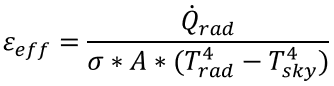 ε_eff = Q̇_rad / (σ * A * (T_rad^4 − T_sky^4))